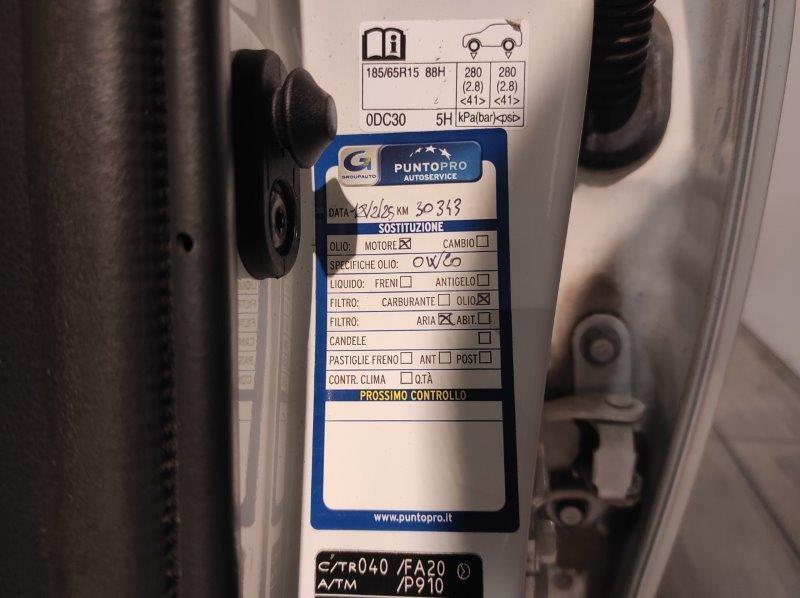 185/65R15 88H 280 280
(2.8) (2.8)
<41> <41>
0DC30 5H kPa(bar)<psi>
G
GROUPAUTO
PUNTOPRO
AUTOSERVICE
DATA 13/2/25 KM 30343
SOSTITUZIONE
OLIO: MOTORE CAMBIO
SPECIFICHE OLIO: 0W/20
LIQUIDO: FRENI ANTIGELO
FILTRO: CARBURANTE OLIO
FILTRO: ARIA ABIT.
CANDELE
PASTIGLIE FRENO ANT POST
CONTR. CLIMA Q.TÀ
PROSSIMO CONTROLLO
www.puntopro.it
C/TR040 /FA20
A/TM /P910